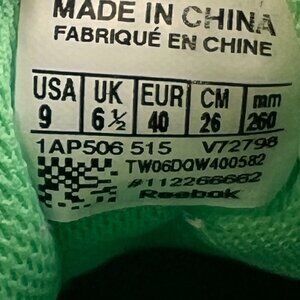 MADE IN CHINA
FABRIQUÉ EN CHINE
USA UK EUR CM mm
9 6 ½ 40 26 260
1AP506 515 V72798
TW06DQW400582
#112266662
Reebok